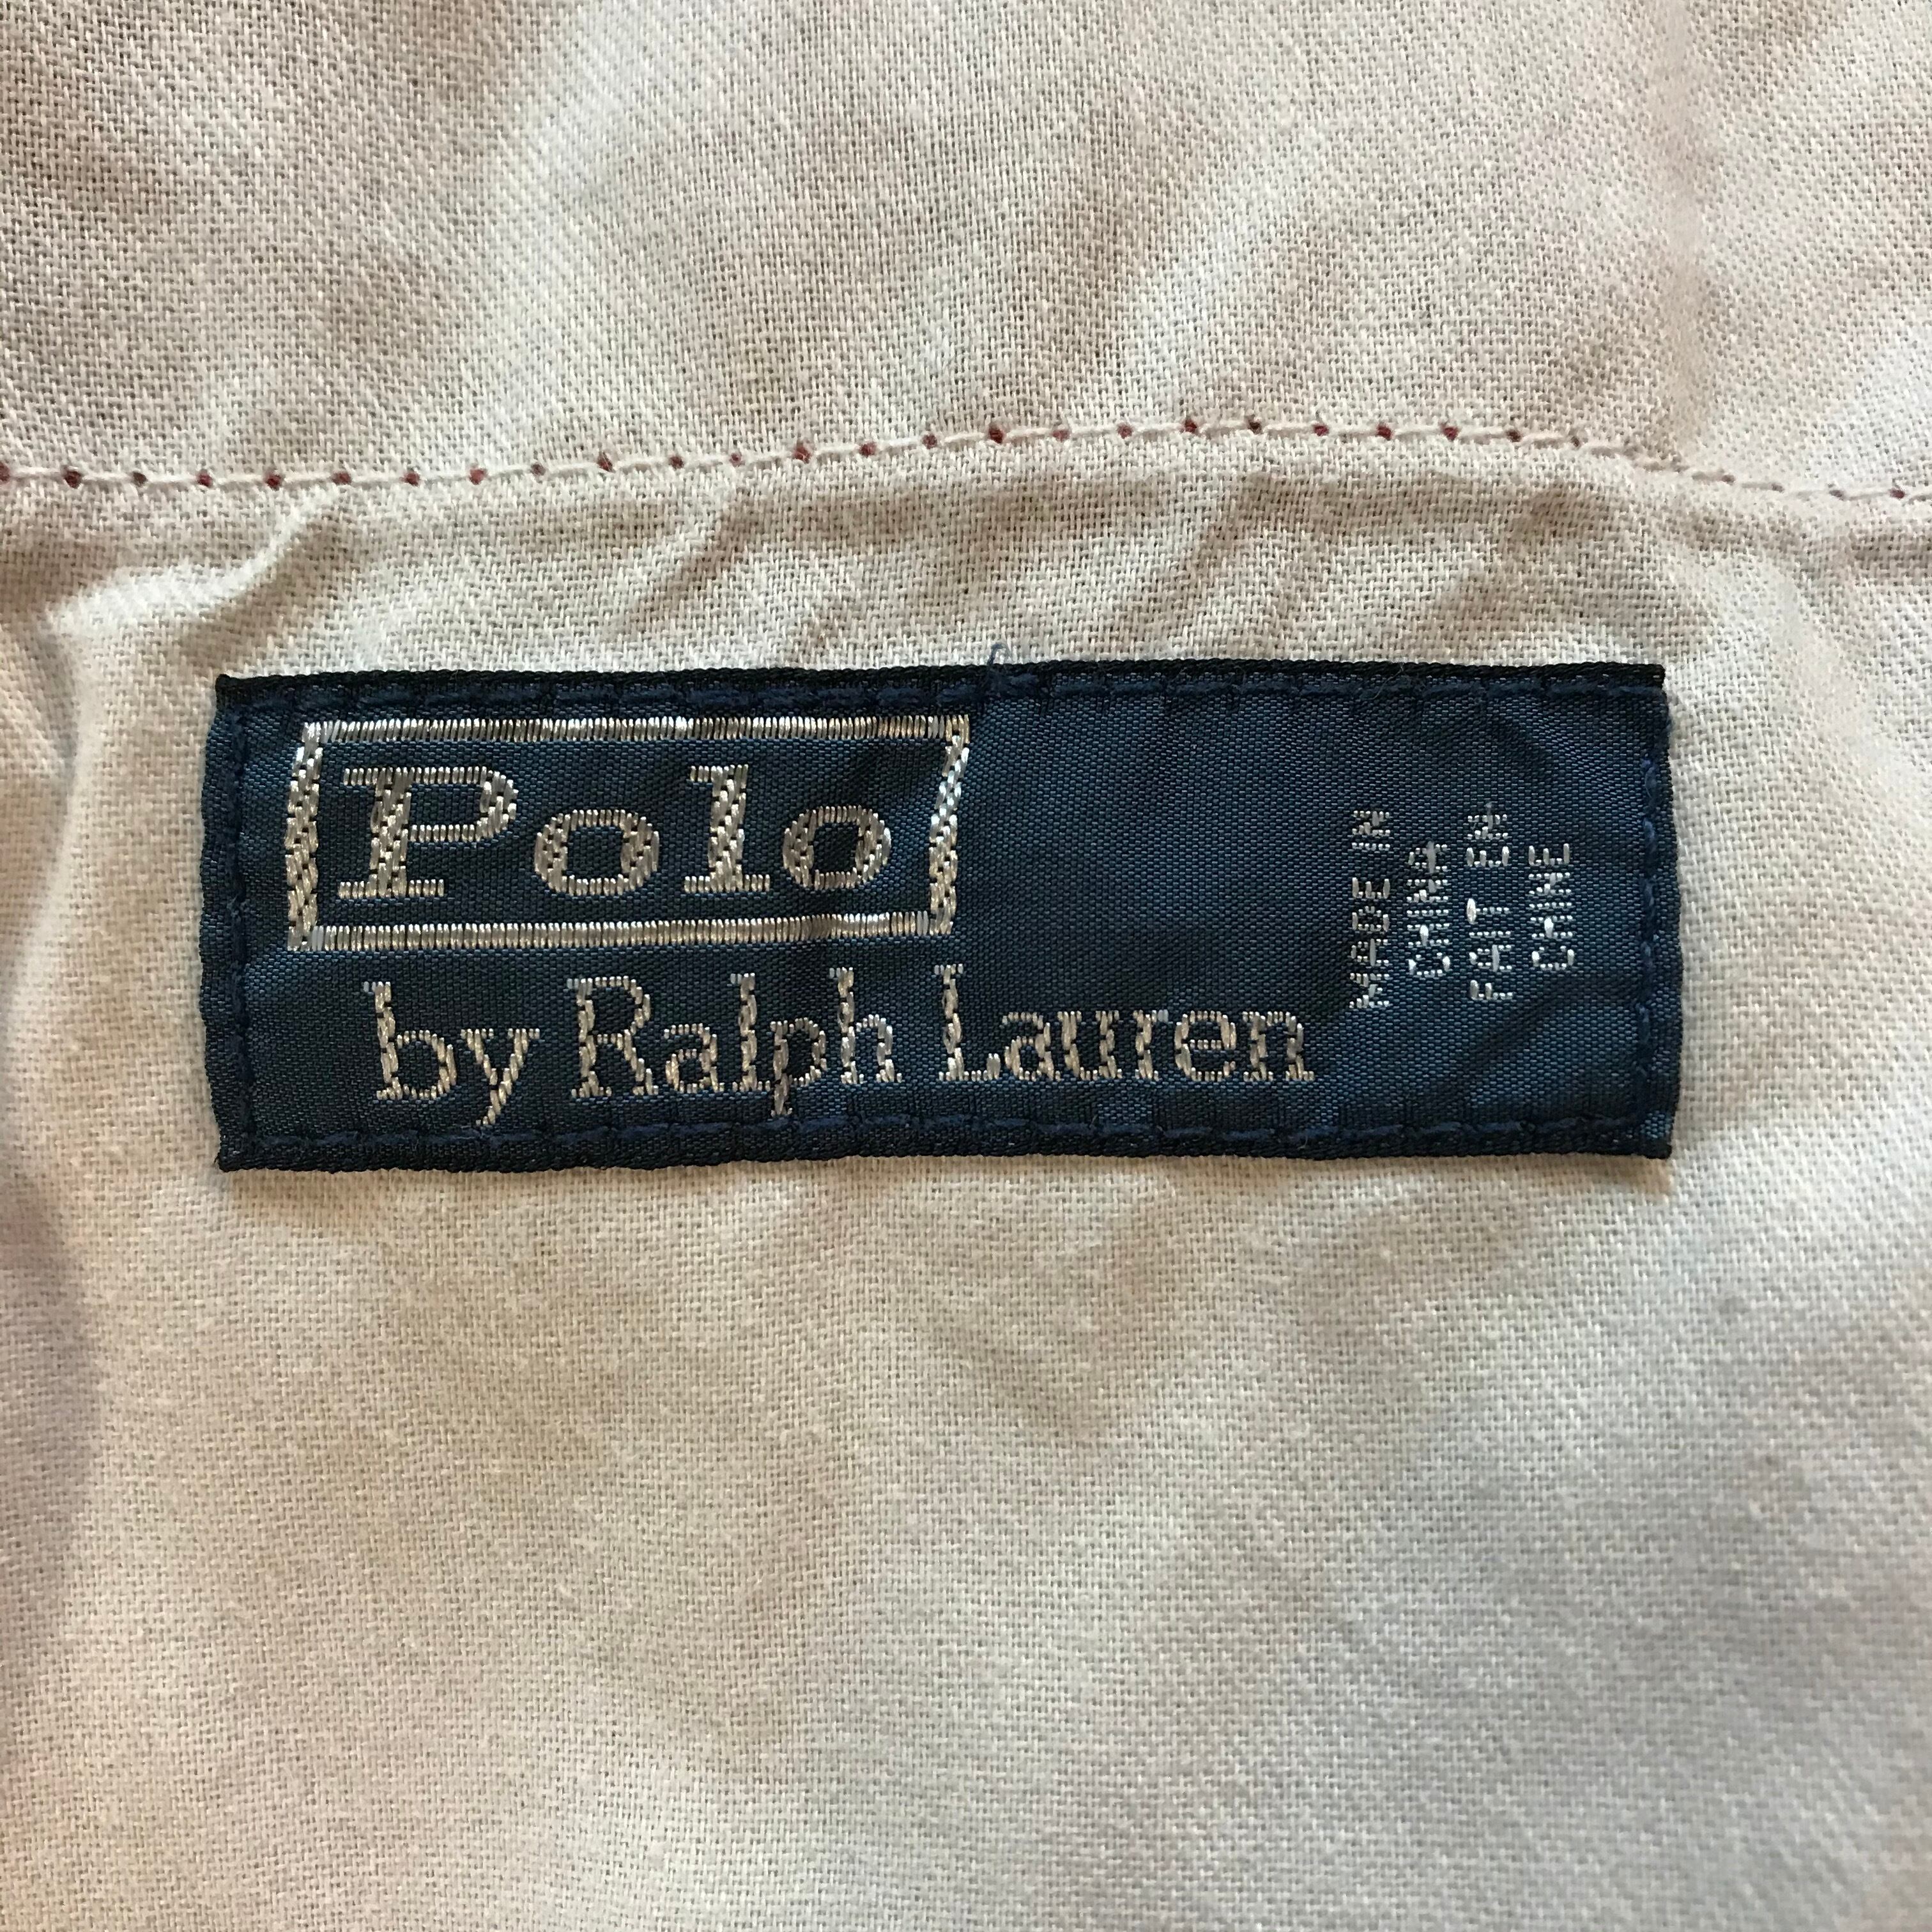 Polo
by Ralph Lauren
MADE IN
CHINA
FAIT EN
CHINE